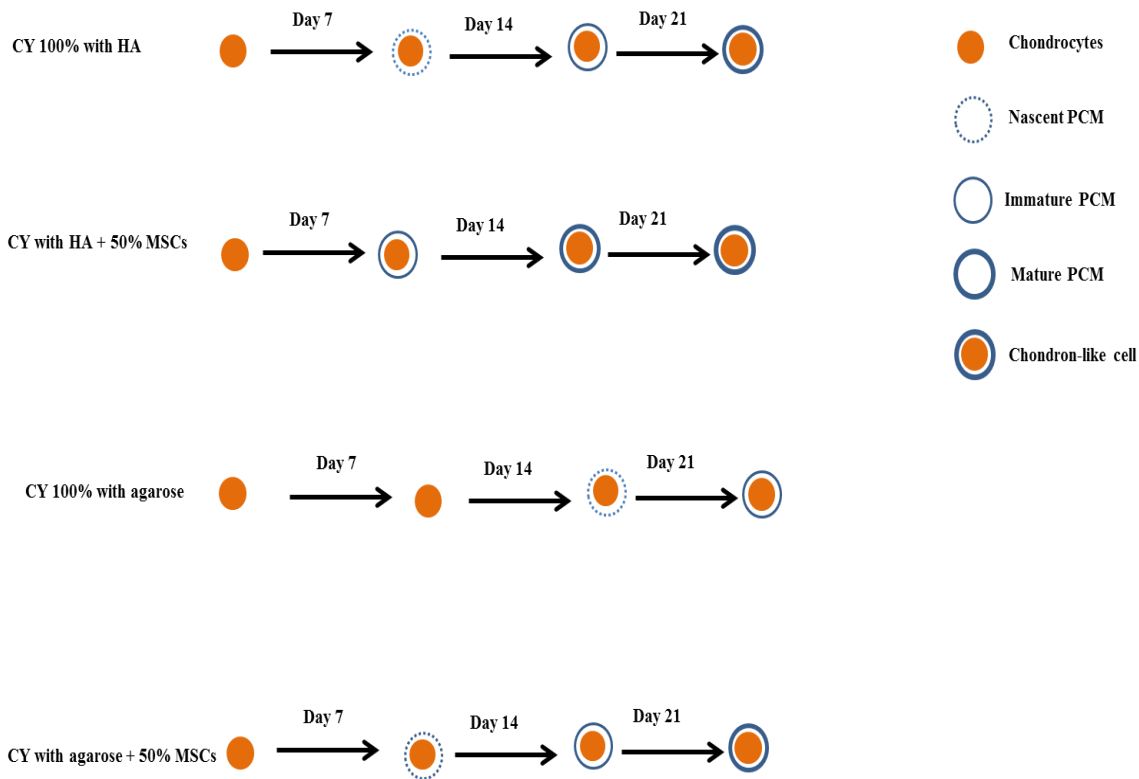 CY 100% with HA
Day 7
Day 14
Day 21
CY with HA + 50% MSCs
Day 7
Day 14
Day 21
CY 100% with agarose
Day 7
Day 14
Day 21
CY with agarose + 50% MSCs
Day 7
Day 14
Day 21
Chondrocytes
Nascent PCM
Immature PCM
Mature PCM
Chondron-like cell